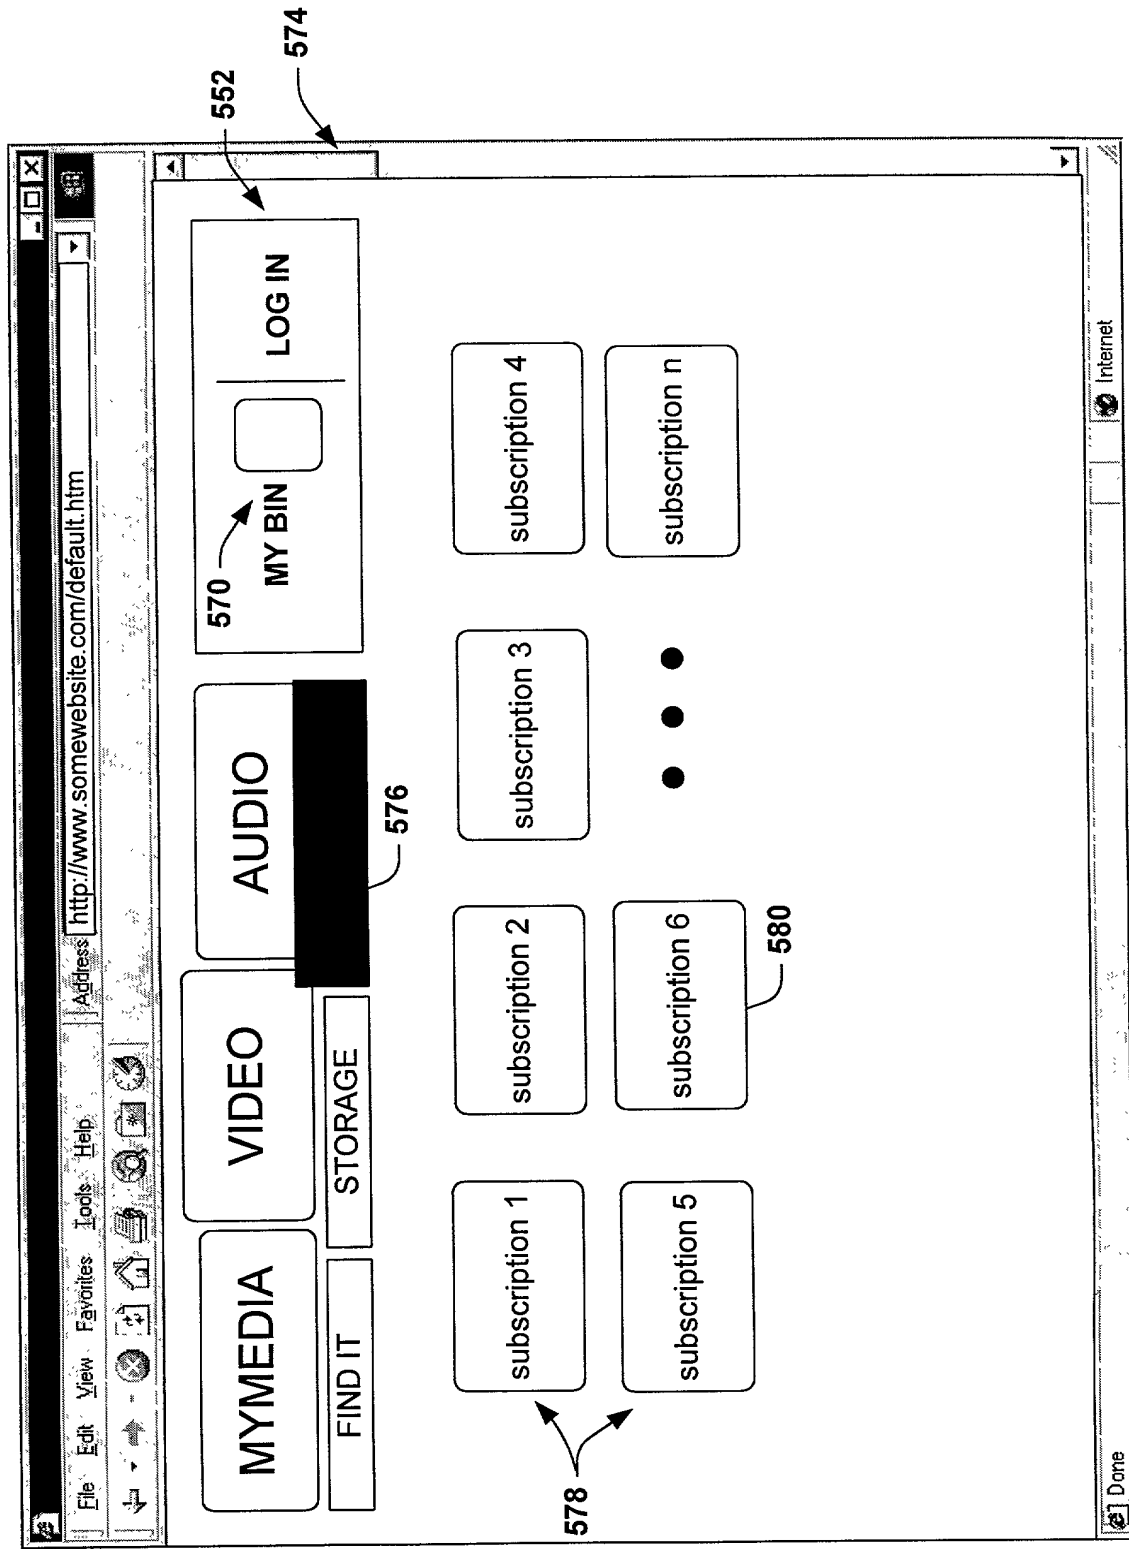 File Edit View Favorites Tools Help
Address http://www.somewebsite.com/default.htm
574
552
MYMEDIA
VIDEO
AUDIO
570
MY BIN
LOG IN
FIND IT
STORAGE
576
subscription 1
subscription 2
subscription 3
subscription 4
578
subscription 5
subscription 6
subscription n
580
Done
Internet